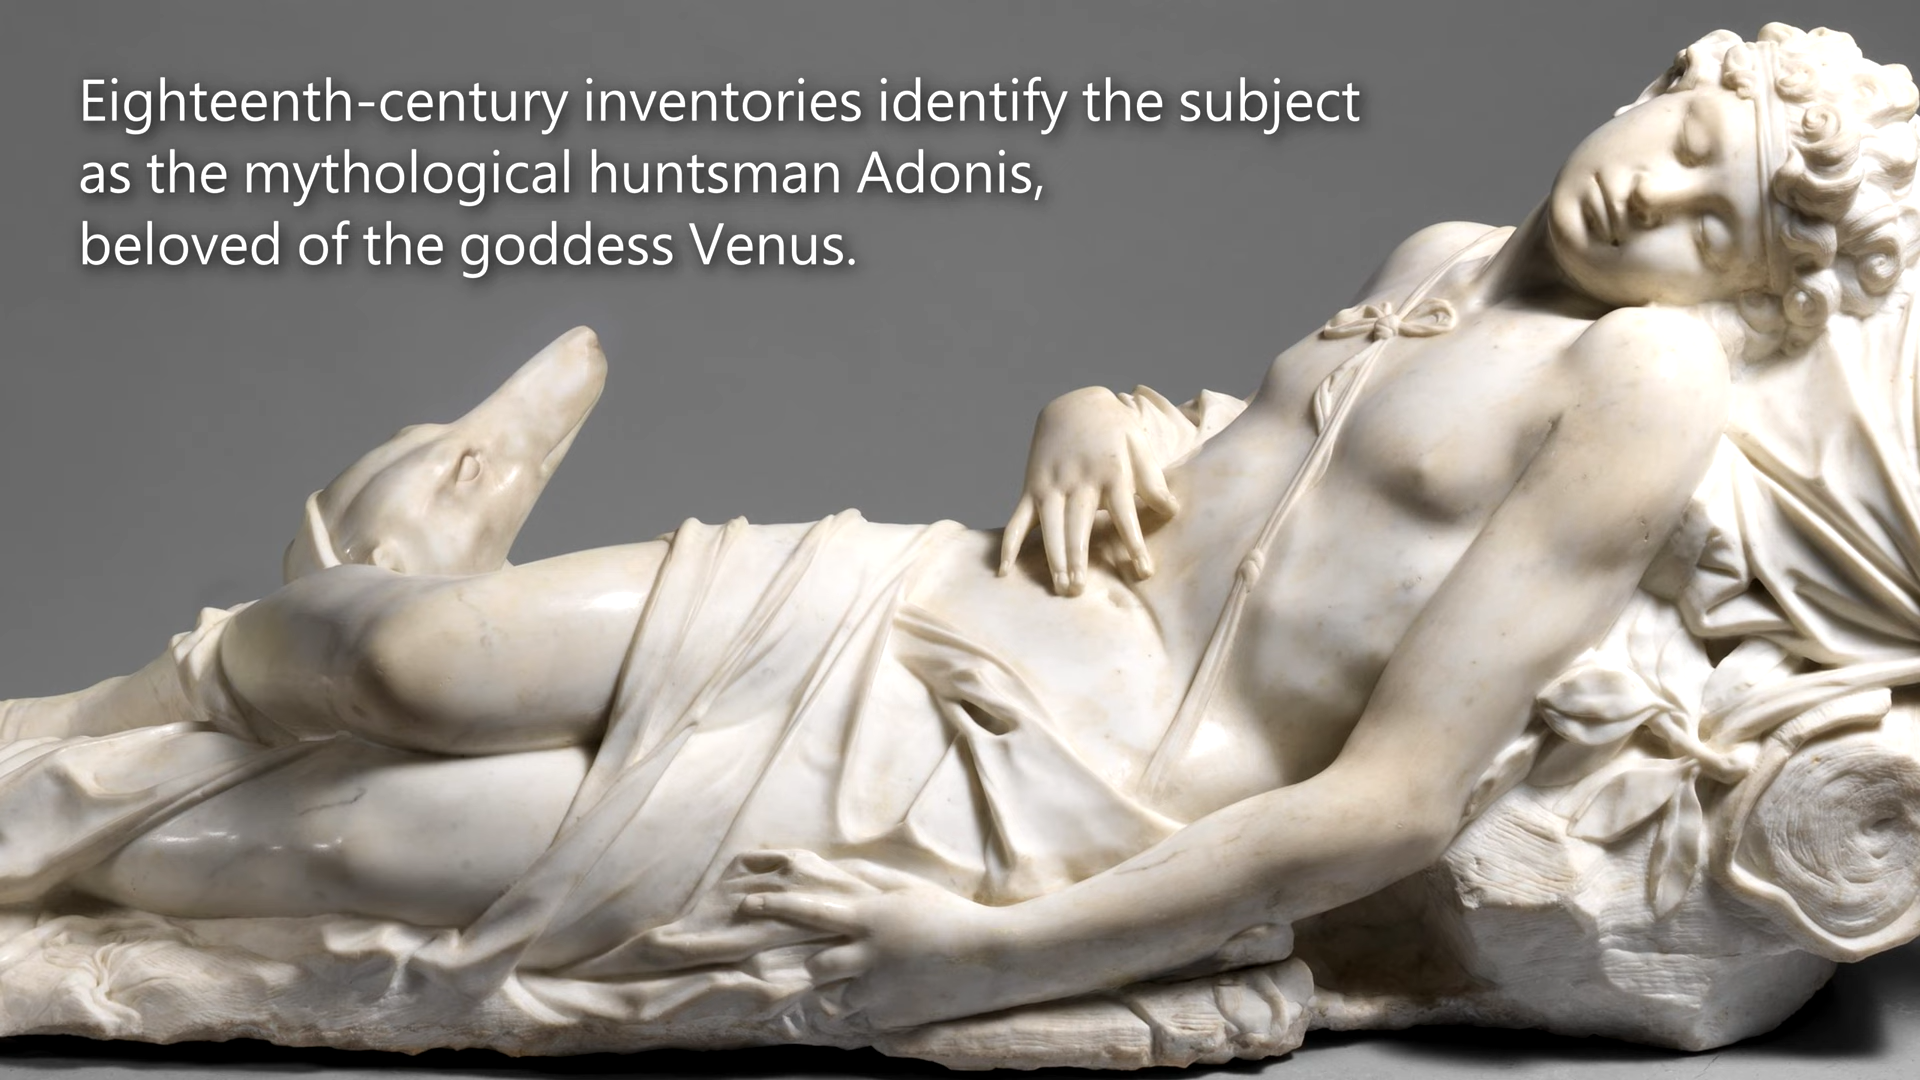 Eighteenth-century inventories identify the subject
as the mythological huntsman Adonis,
beloved of the goddess Venus.